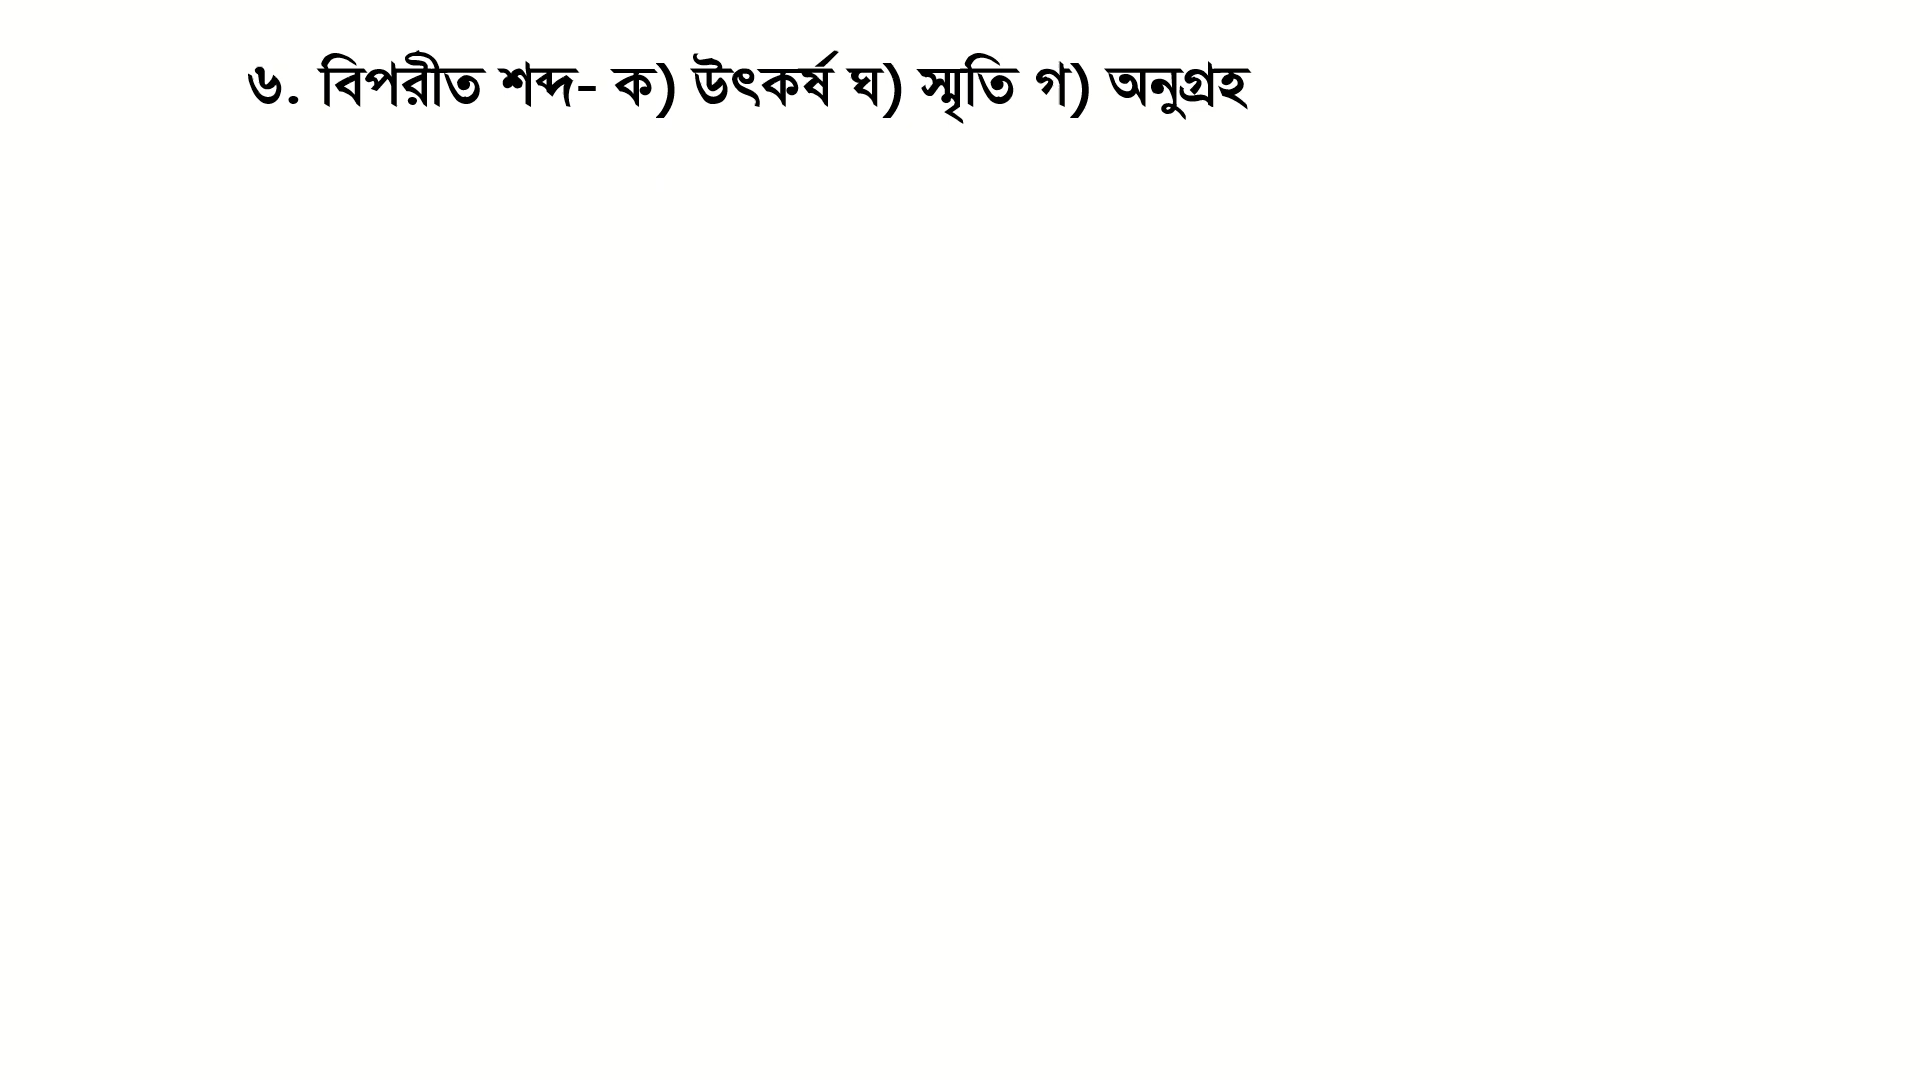 ৬. বিপরীত শব্দ- ক) উৎকর্ষ ঘ) স্মৃতি গ) অনুগ্রহ